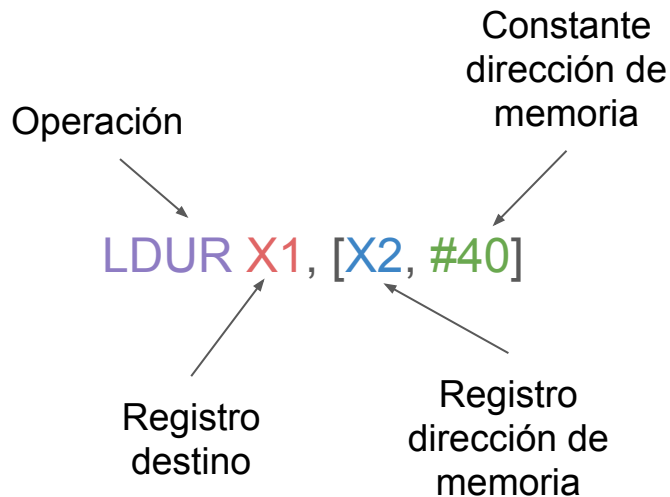 Constante
dirección de
memoria
Operación
LDUR X1, [X2, #40]
Registro
destino
Registro
dirección de
memoria